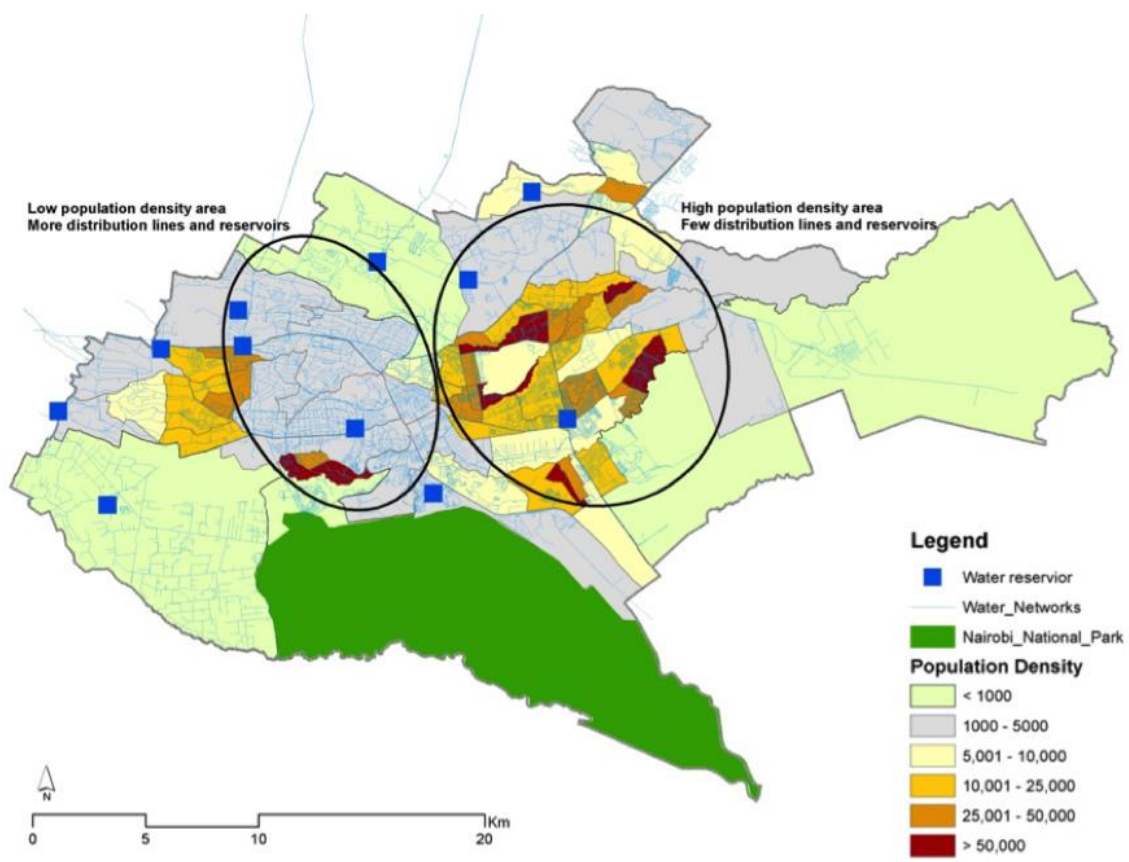 Low population density area
More distribution lines and reservoirs
High population density area
Few distribution lines and reservoirs
Legend
Water reservior
Water_Networks
Nairobi_National_Park
Population Density
< 1000
1000 - 5000
5,001 - 10,000
10,001 - 25,000
25,001 - 50,000
> 50,000
N
Km
0 5 10 20